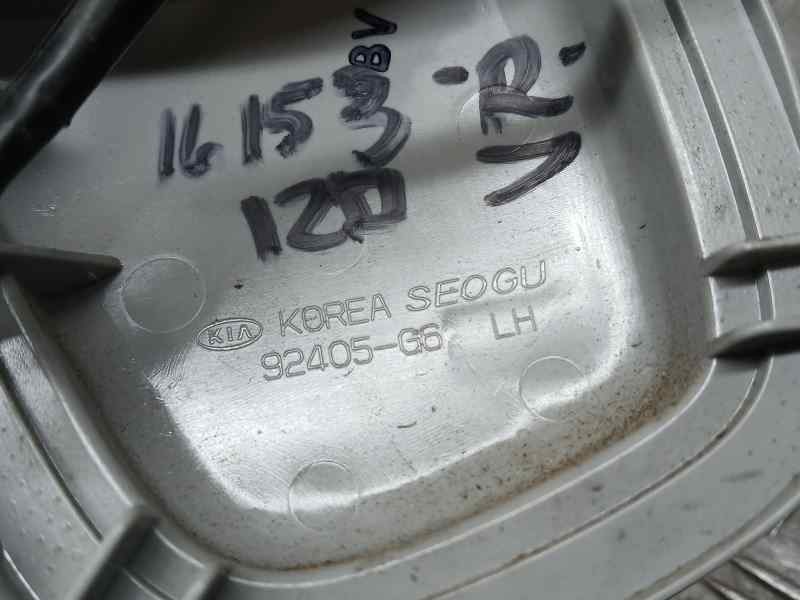 BV
16153 -R-
120
KIA KOREA SEOGU
92405-G6 LH